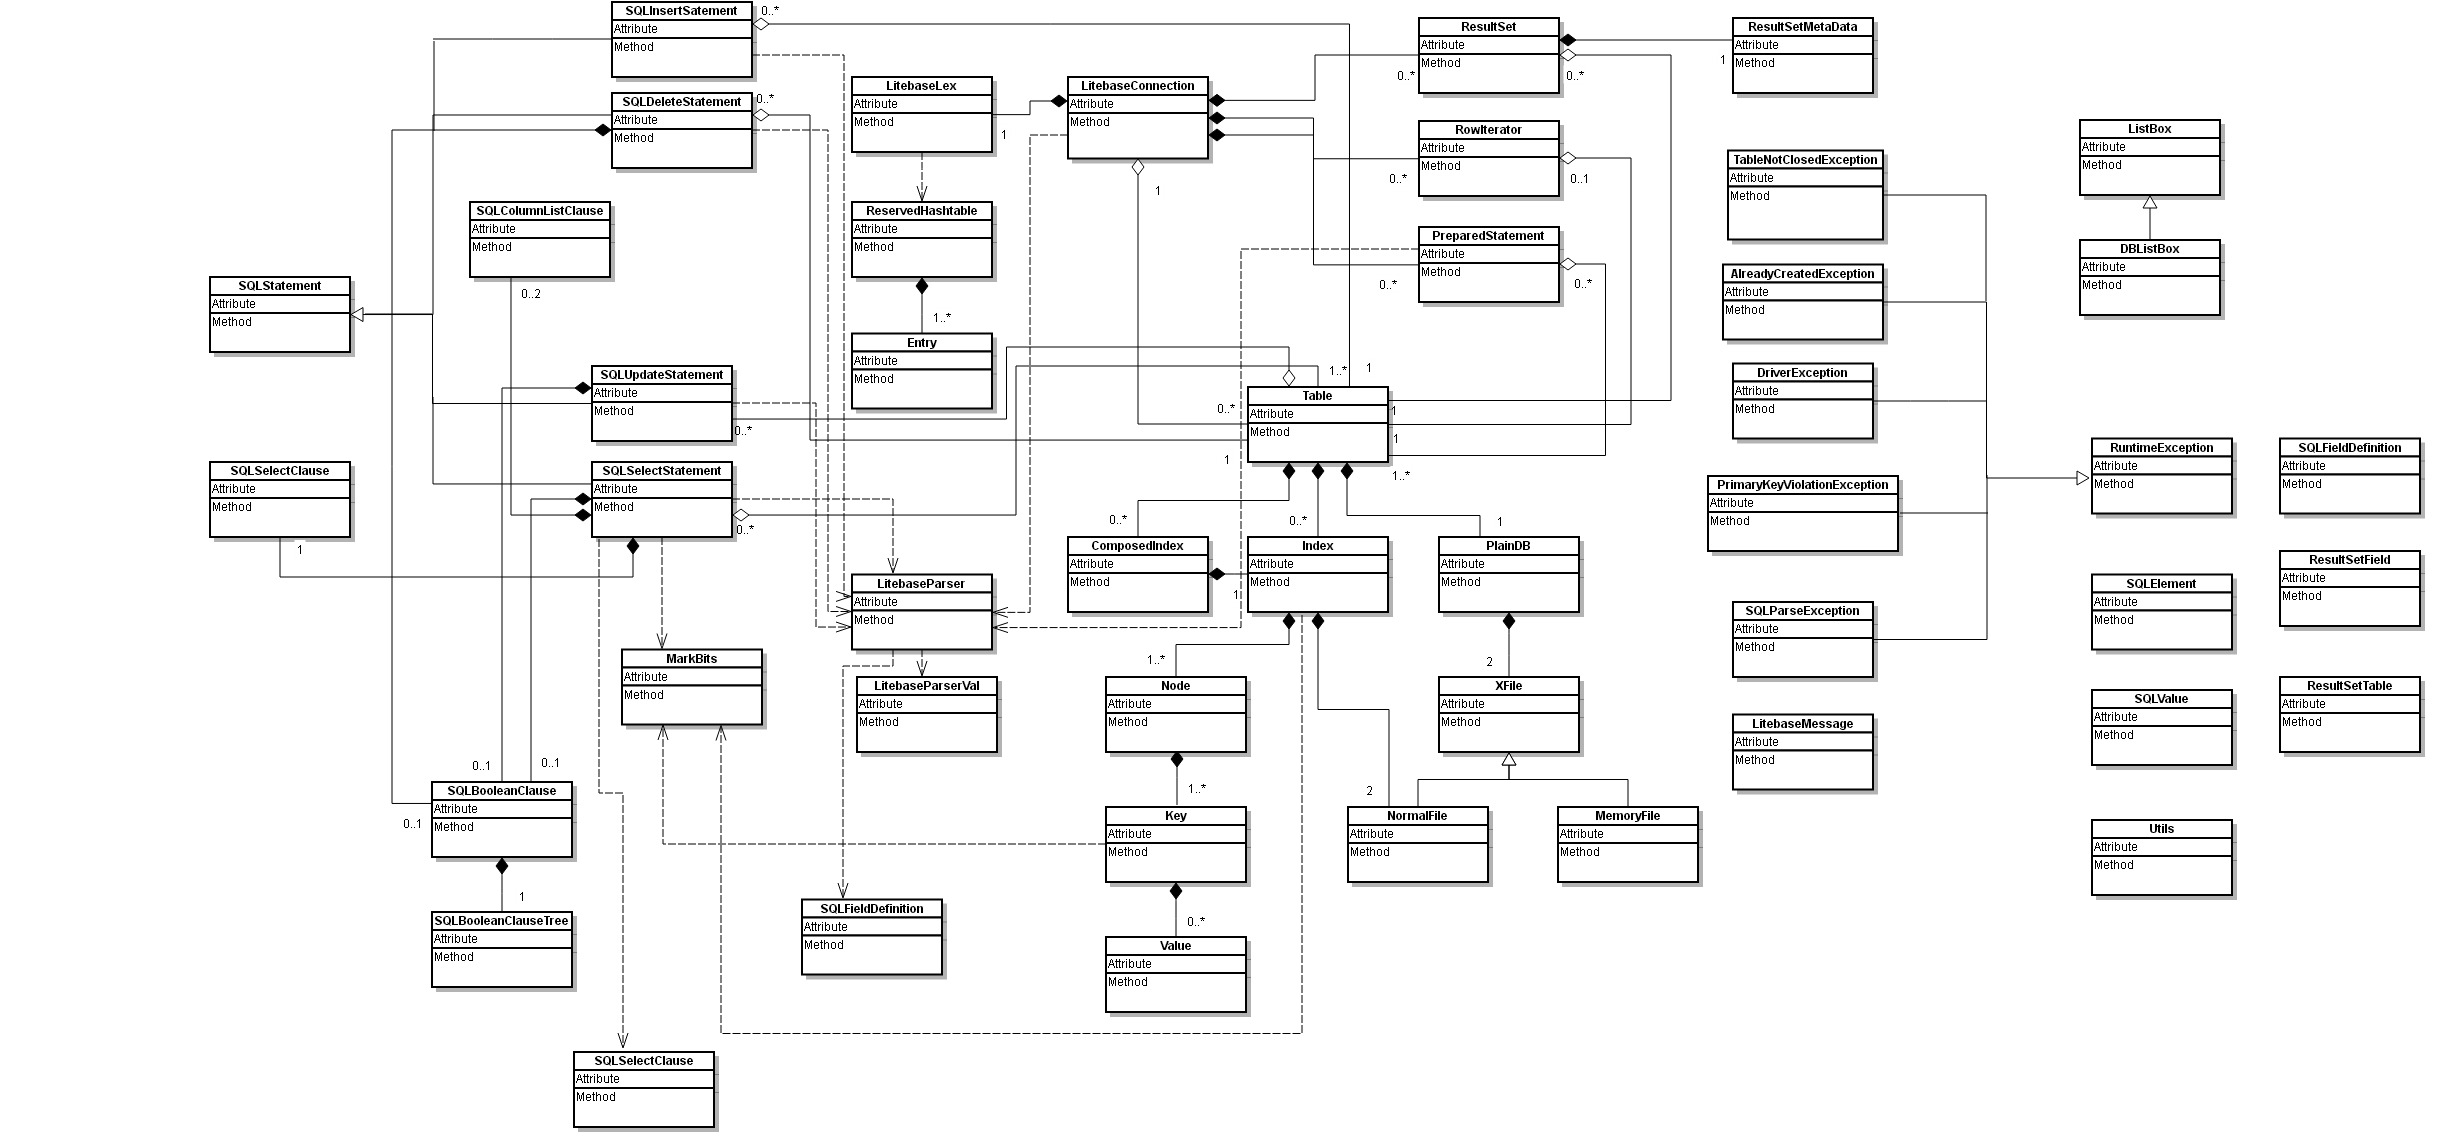 SQLInsertSatement
Attribute
Method
0..*
ResultSet
Attribute
Method
0..*
0..*
ResultSetMetaData
Attribute
Method
1
LitebaseLex
Attribute
Method
1
LitebaseConnection
Attribute
Method
1
SQLDeleteStatement
Attribute
Method
0..*
RowIterator
Attribute
Method
0..*
0..1
ListBox
Attribute
Method
TableNotClosedException
Attribute
Method
SQLColumnListClause
Attribute
Method
0..2
ReservedHashtable
Attribute
Method
1..*
PreparedStatement
Attribute
Method
0..*
0..*
DBListBox
Attribute
Method
AlreadyCreatedException
Attribute
Method
SQLStatement
Attribute
Method
Entry
Attribute
Method
SQLUpdateStatement
Attribute
Method
0..*
DriverException
Attribute
Method
1..*
1
Table
Attribute
Method
0..*
1
1
1
1..*
RuntimeException
Attribute
Method
SQLFieldDefinition
Attribute
Method
SQLSelectClause
Attribute
Method
1
SQLSelectStatement
Attribute
Method
0..*
PrimaryKeyViolationException
Attribute
Method
0..*
0..*
1
ComposedIndex
Attribute
Method
1
Index
Attribute
Method
PlainDB
Attribute
Method
2
ResultSetField
Attribute
Method
LitebaseParser
Attribute
Method
SQLElement
Attribute
Method
SQLParseException
Attribute
Method
MarkBits
Attribute
Method
LitebaseParserVal
Attribute
Method
1..*
Node
Attribute
Method
1..*
XFile
Attribute
Method
ResultSetTable
Attribute
Method
SQLValue
Attribute
Method
LitebaseMessage
Attribute
Method
0..1
0..1
SQLBooleanClause
Attribute
Method
0..1
1
Key
Attribute
Method
0..*
2
NormalFile
Attribute
Method
MemoryFile
Attribute
Method
Utils
Attribute
Method
SQLBooleanClauseTree
Attribute
Method
SQLFieldDefinition
Attribute
Method
Value
Attribute
Method
SQLSelectClause
Attribute
Method